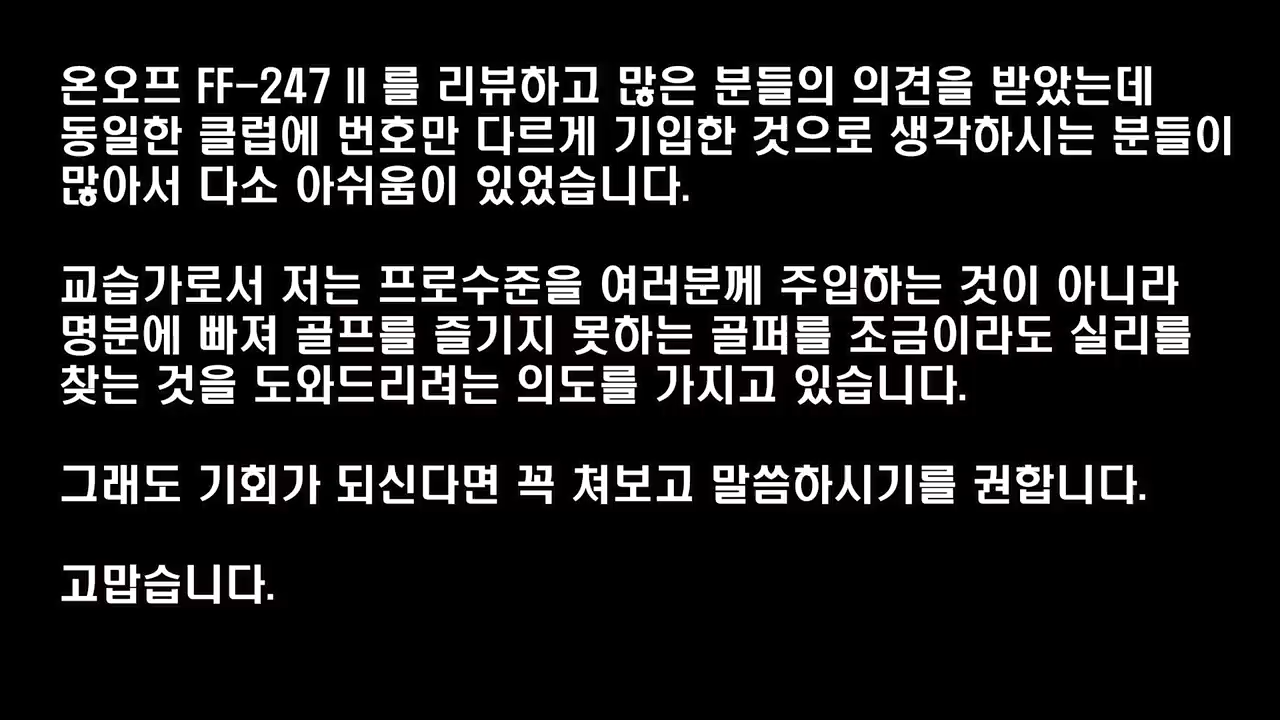 온오프 FF-247 II 를 리뷰하고 많은 분들의 의견을 받았는데
동일한 클럽에 번호만 다르게 기입한 것으로 생각하시는 분들이
많아서 다소 아쉬움이 있었습니다.
교습가로서 저는 프로수준을 여러분께 주입하는 것이 아니라
명분에 빠져 골프를 즐기지 못하는 골퍼를 조금이라도 실리를
찾는 것을 도와드리려는 의도를 가지고 있습니다.
그래도 기회가 되신다면 꼭 쳐보고 말씀하시기를 권합니다.
고맙습니다.